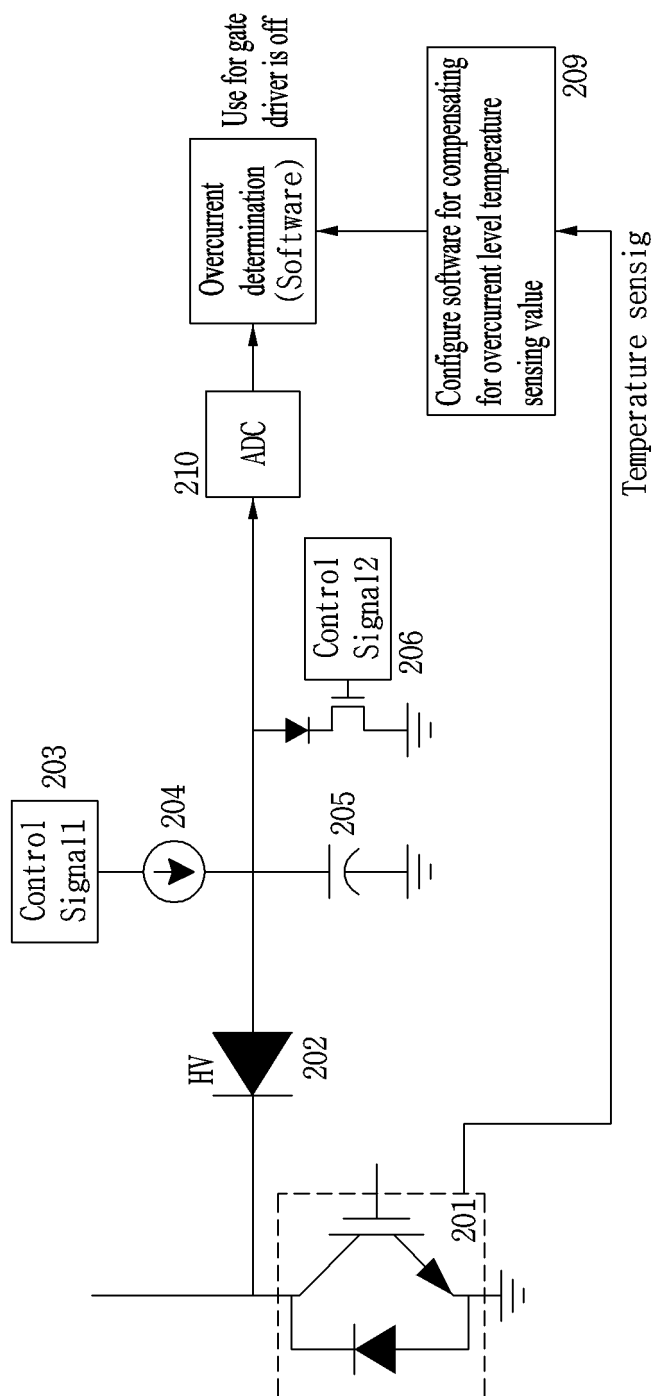 Control
Signal1
203
204
HV
202
205
Control
Signal2
206
210
ADC
Overcurrent
determination
(Software)
Use for gate
driver is off
Configure software for compensating
for overcurrent level temperature
sensing value
209
201
Temperature sensig